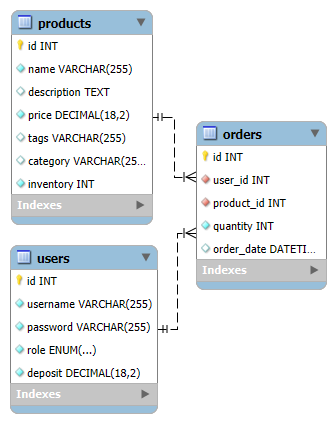 products
id INT
name VARCHAR(255)
description TEXT
price DECIMAL(18,2)
tags VARCHAR(255)
category VARCHAR(25...
inventory INT
Indexes
orders
id INT
user_id INT
product_id INT
quantity INT
order_date DATETI...
Indexes
users
id INT
username VARCHAR(255)
password VARCHAR(255)
role ENUM(...)
deposit DECIMAL(18,2)
Indexes